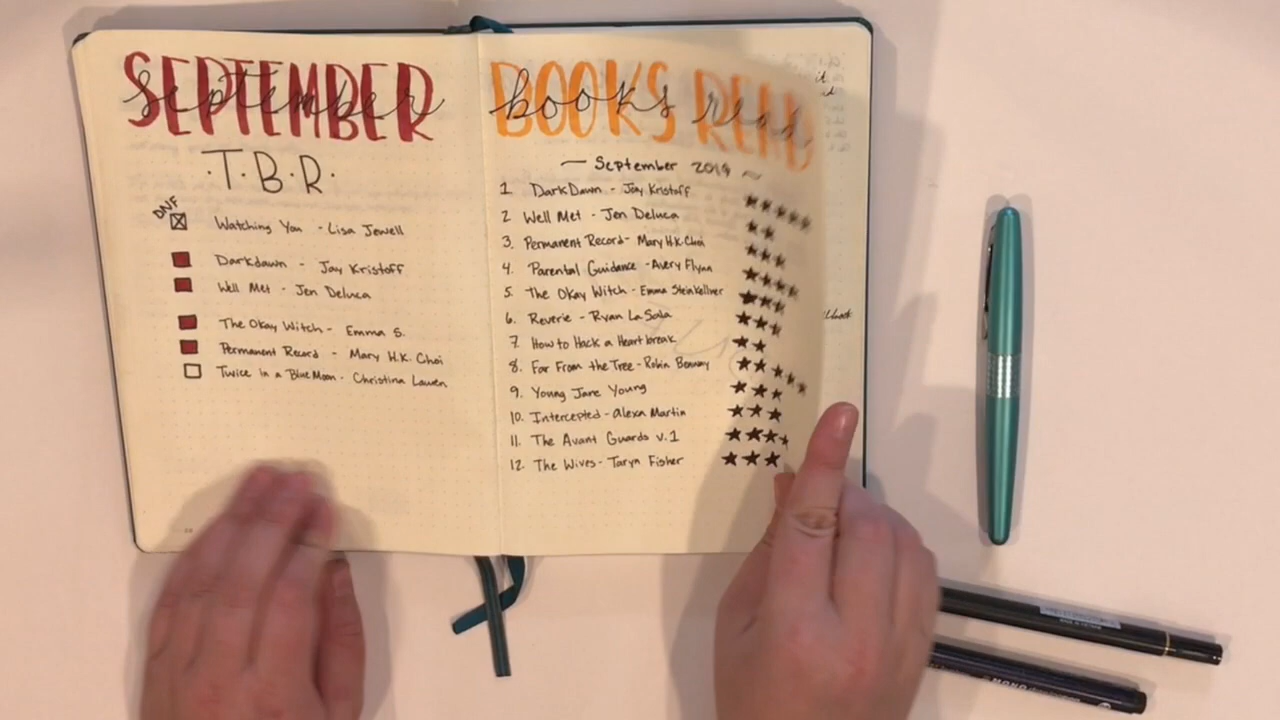 SEPTEMBER
september
T.B.R.
DNF
Watching You - Lisa Jewell
Darkdawn - Jay Kristoff
Well Met - Jen Deluca
The Okay Witch - Emma S.
Permanent Record - Mary H.K. Choi
Twice in a Blue Moon - Christina Lauren
BOOKS READ
books read
~ September 2019 ~
1. DarkDawn - Jay Kristoff ★★★★★
2 Well Met - Jen Deluca ★★
3. Permanent Record - Mary H.K. Choi ★★★
4. Parental Guidance - Avery Flynn ★★★★
5. The Okay Witch - Emma Steinkellner ★★★
6. Reverie - Ryan La Sala ★★★
7. How to Hack a Heartbreak ★★
8. Far From the Tree - Robin Benway ★★★★★
9. Young Jane Young ★★★
10. Intercepted - alexa Martin ★★★
11. The Avant Guards v.1
12. The Wives - Taryn Fisher ★★★
MONO